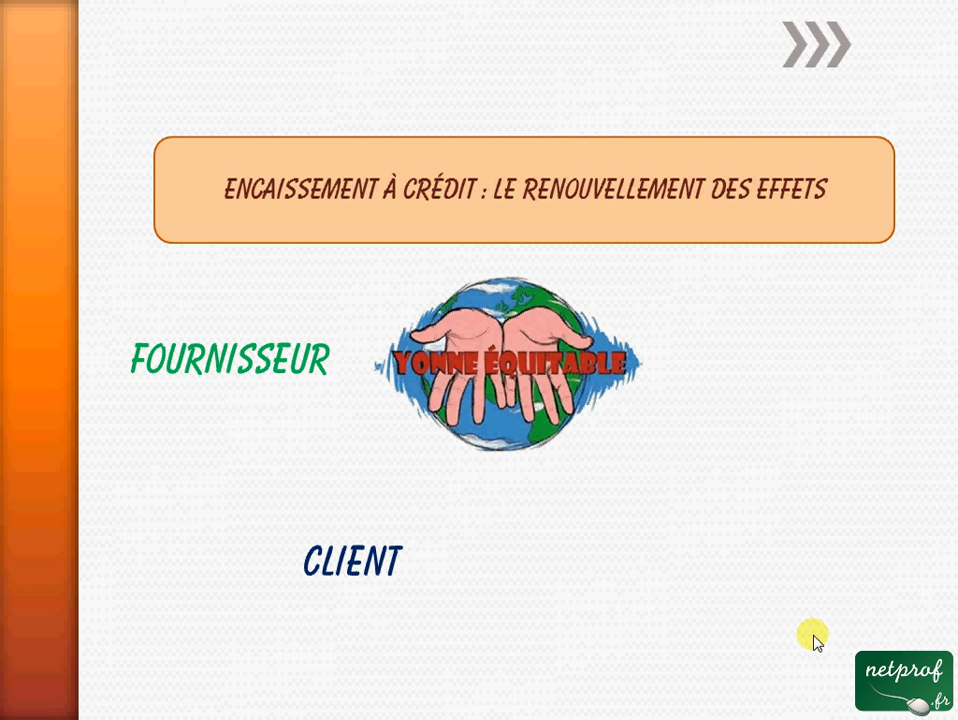 ENCAISSEMENT À CRÉDIT : LE RENOUVELLEMENT DES EFFETS
FOURNISSEUR
YONNE ÉQUITABLE
CLIENT
netprof
.fr